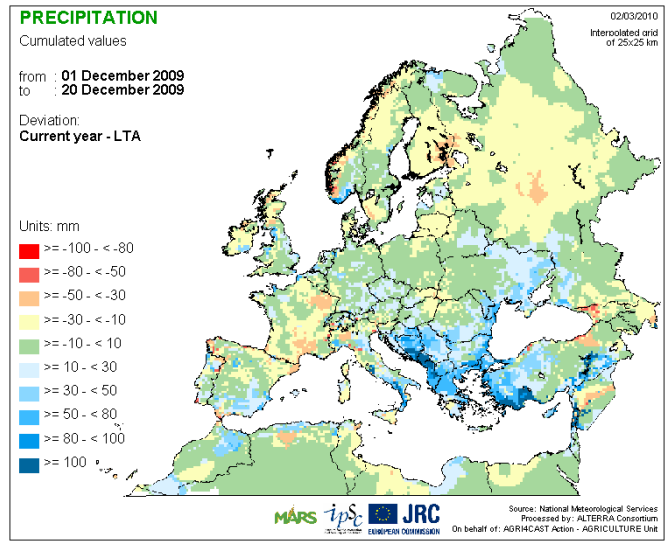 PRECIPITATION
Cumulated values
from : 01 December 2009
to : 20 December 2009
Deviation:
Current year - LTA
02/03/2010
Interpolated grid
of 25x25 km
Units: mm
>= -100 - < -80
>= -80 - < -50
>= -50 - < -30
>= -30 - < -10
>= -10 - < 10
>= 10 - < 30
>= 30 - < 50
>= 50 - < 80
>= 80 - < 100
>= 100
MARS
ipsc
JRC
EUROPEAN COMMISSION
Source: National Meteorological Services
Processed by: ALTERRA Consortium
On behalf of: AGRI4CAST Action - AGRICULTURE Unit